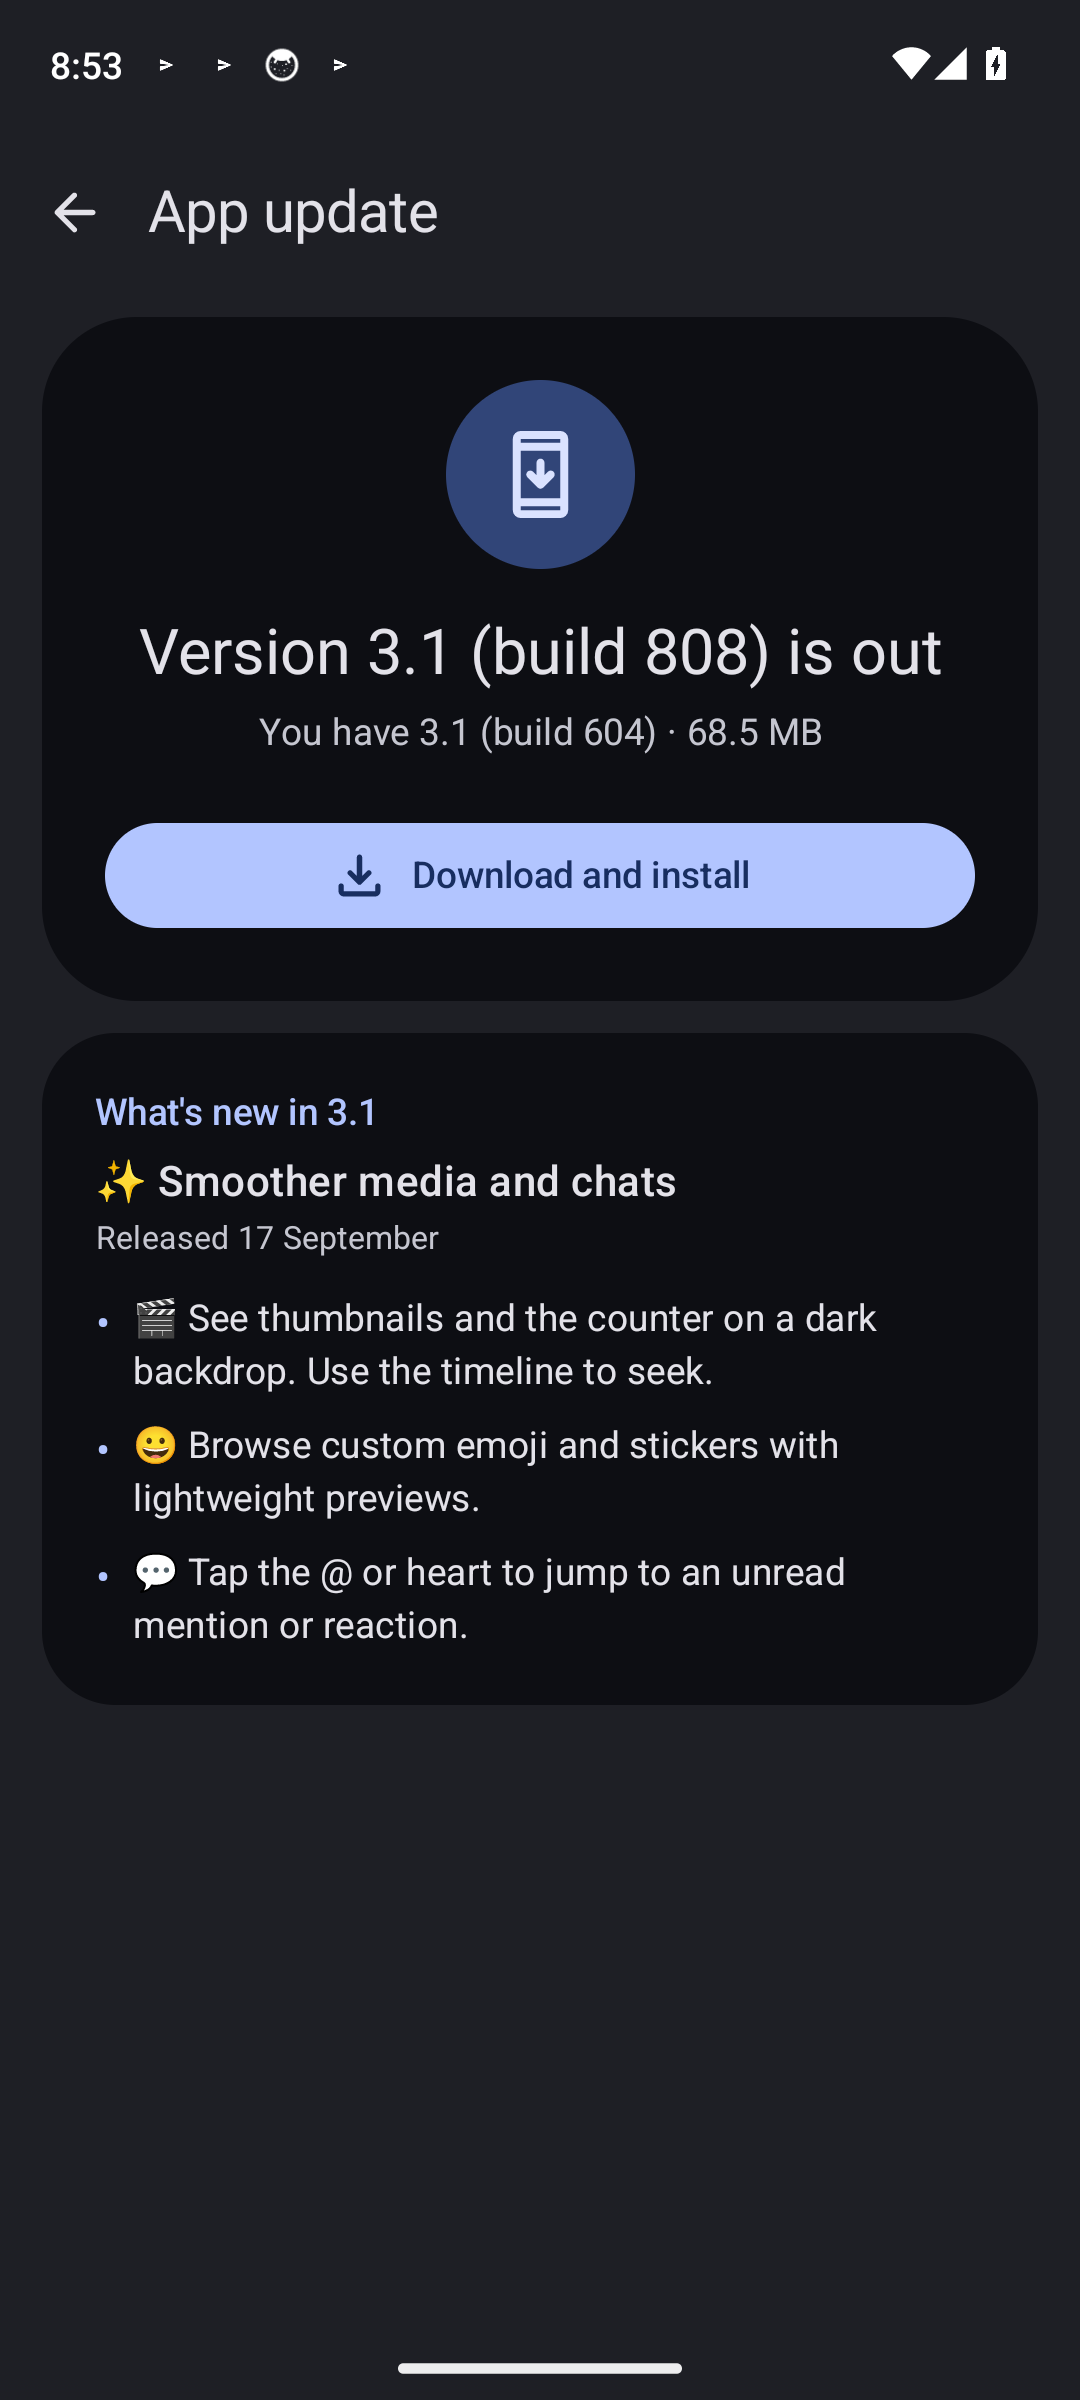 8:53
App update
Version 3.1 (build 808) is out
You have 3.1 (build 604) · 68.5 MB
Download and install
What's new in 3.1
✨ Smoother media and chats
Released 17 September
• 🎬 See thumbnails and the counter on a dark
backdrop. Use the timeline to seek.
• 😀 Browse custom emoji and stickers with
lightweight previews.
• 💬 Tap the @ or heart to jump to an unread
mention or reaction.